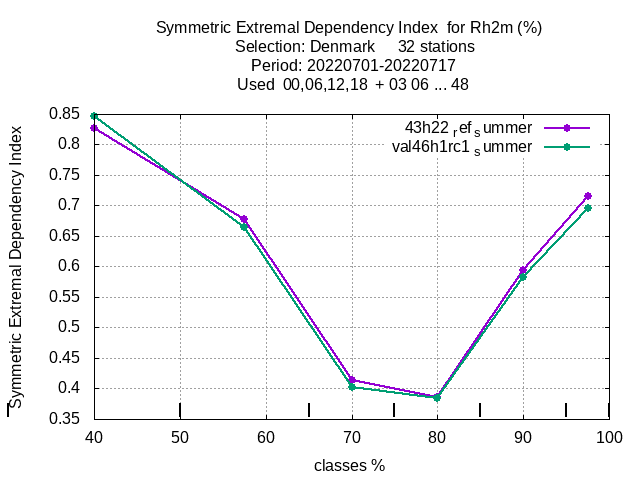 Symmetric Extremal Dependency Index  for Rh2m (%)
Selection: Denmark     32 stations
Period: 20220701-20220717
Used  00,06,12,18  + 03 06 ... 48
43h22 ref summer
val46h1rc1 summer
Symmetric Extremal Dependency Index
0.85
0.8
0.75
0.7
0.65
0.6
0.55
0.5
0.45
0.4
0.35
40 50 60 70 80 90 100
classes %